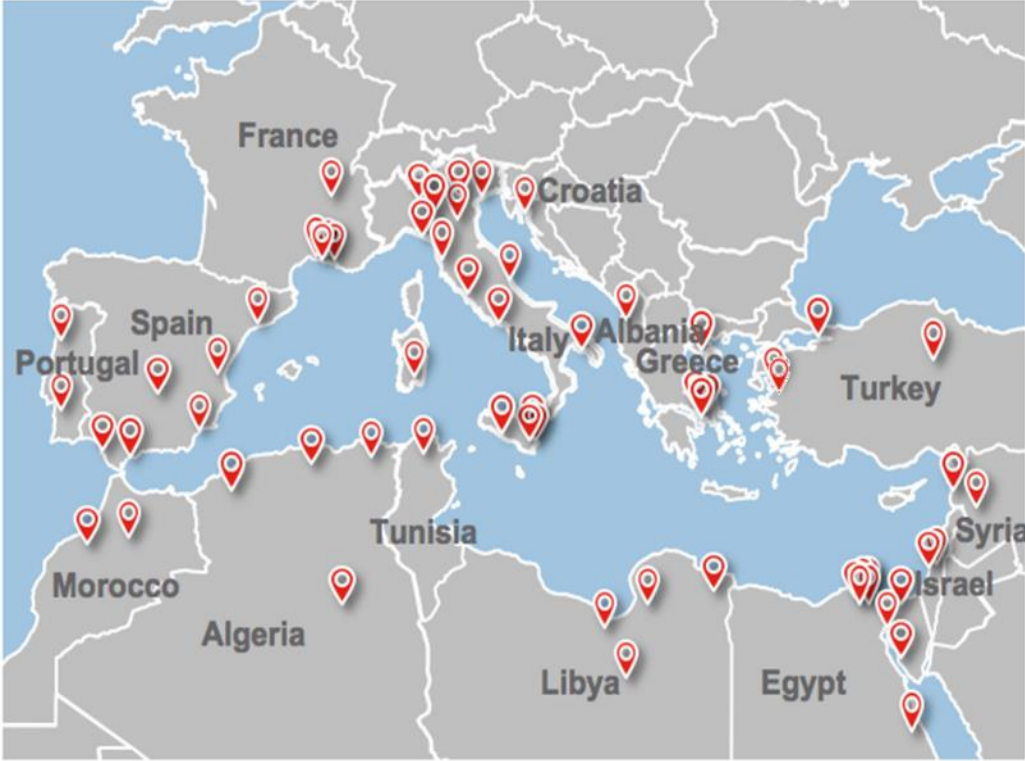 France
Croatia
Spain
Italy
Albania
Portugal
Greece
Turkey
Tunisia
Syria
Morocco
Israel
Algeria
Libya
Egypt